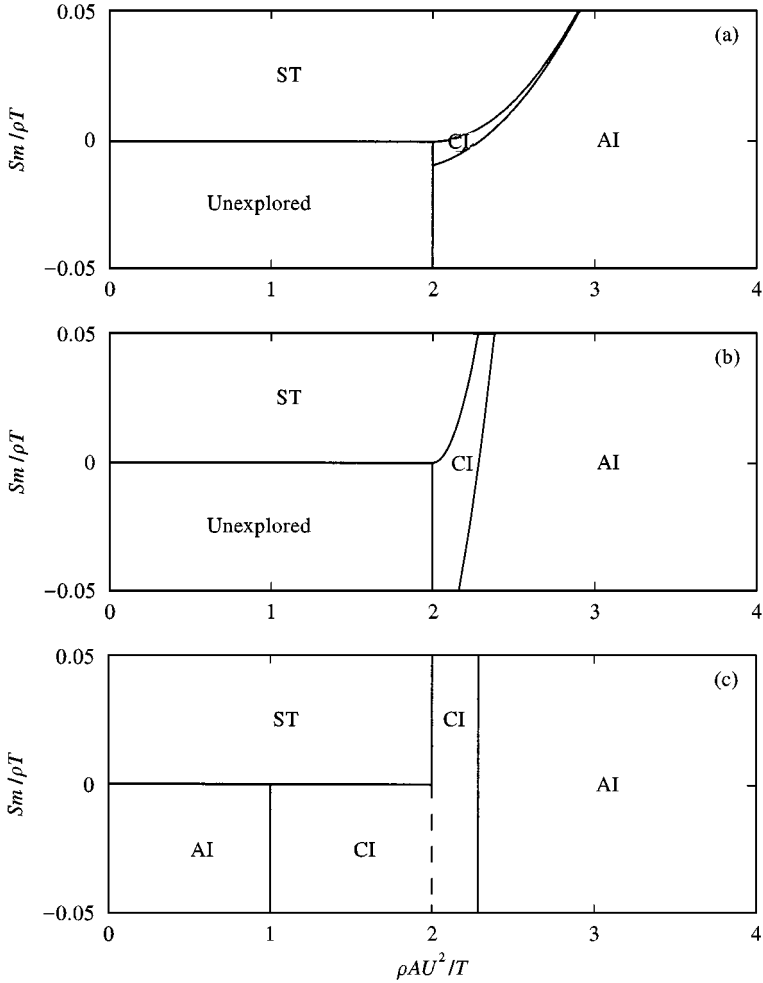 0.05
(a)
ST
Sm/ρT
0
CI
AI
Unexplored
−0.05
0 1 2 3 4
0.05
(b)
ST
Sm/ρT
0
CI
AI
Unexplored
−0.05
0 1 2 3 4
0.05
(c)
ST
CI
Sm/ρT
0
AI
AI
CI
−0.05
0 1 2 3 4
ρAU²/T